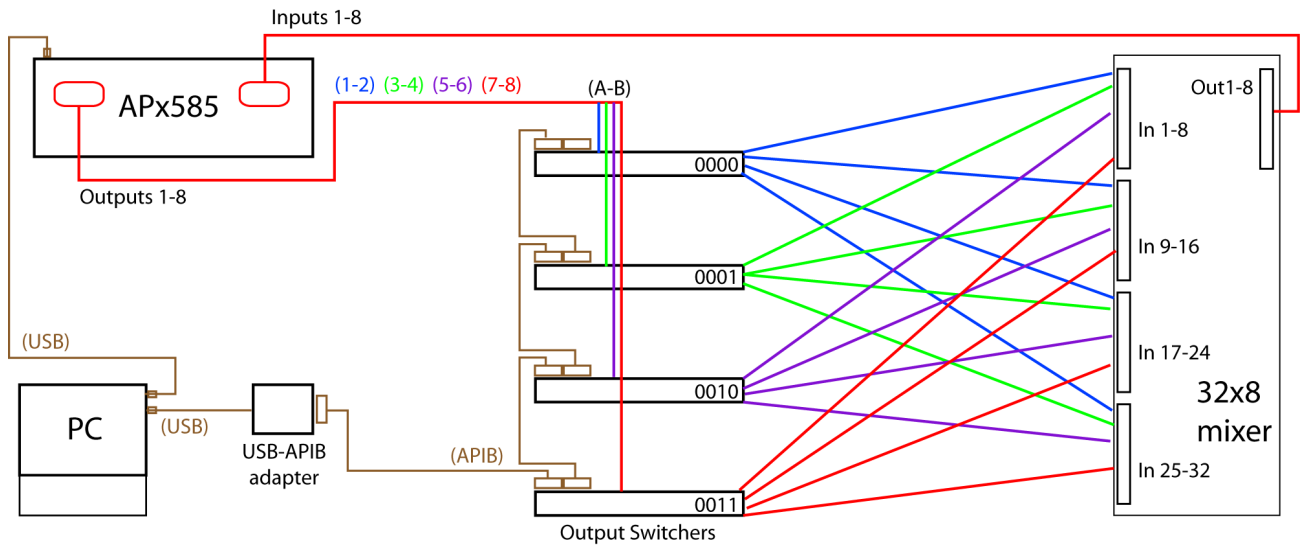 Inputs 1-8
APx585
Outputs 1-8
(1-2) (3-4) (5-6) (7-8)
(A-B)
0000
0001
0010
0011
Output Switchers
Out1-8
In 1-8
In 9-16
In 17-24
In 25-32
32x8
mixer
(USB)
PC
(USB)
USB-APIB
adapter
(APIB)